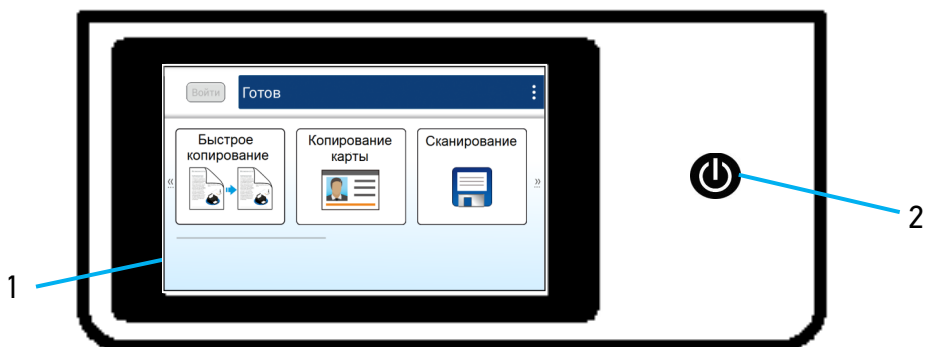 Войти
Готов
Быстрое
копирование
Копирование
карты
Сканирование
«
»
1
2